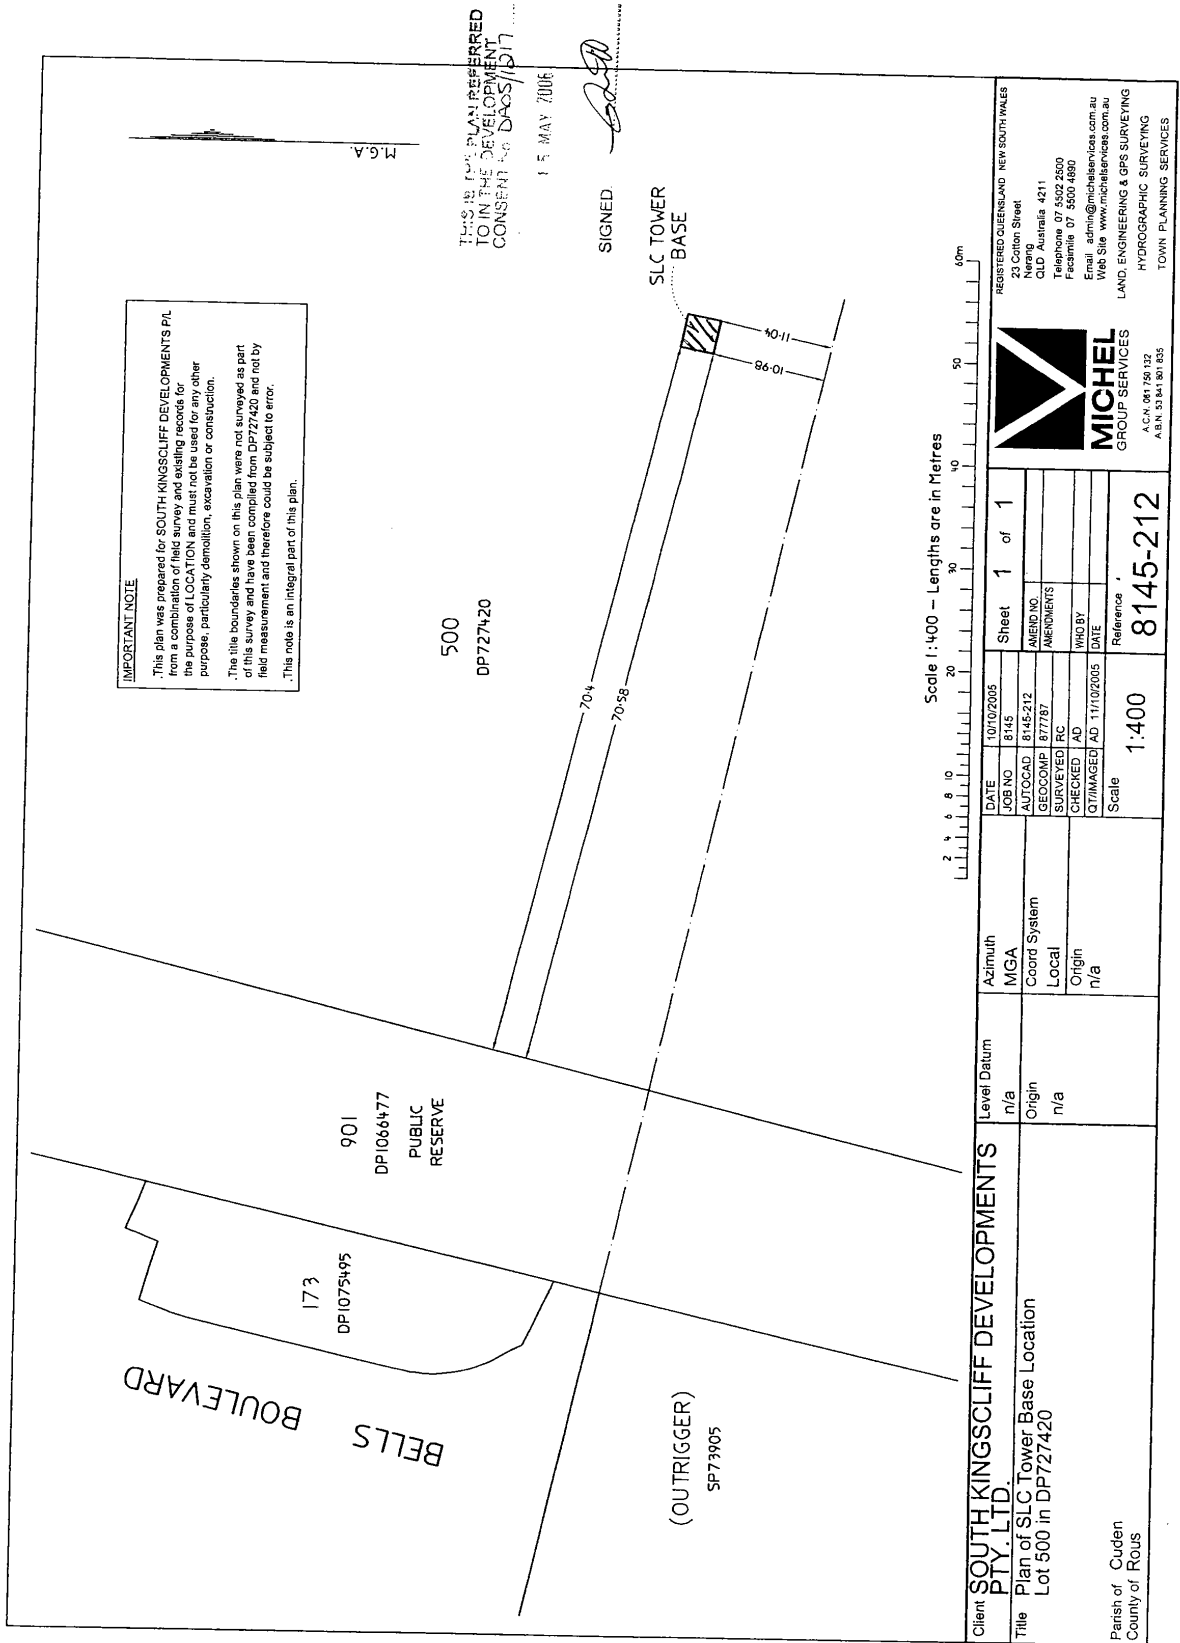 THIS IS THE PLAN REFERRED
TO IN THE DEVELOPMENT
CONSENT No. DA05/1217
15 MAY 2006
SIGNED.
M.G.A.
IMPORTANT NOTE
.This plan was prepared for SOUTH KINGSCLIFF DEVELOPMENTS P/L
from a combination of field survey and existing records for
the purpose of LOCATION and must not be used for any other
purpose, particularly demolition, excavation or construction.
.The title boundaries shown on this plan were not surveyed as part
of this survey and have been compiled from DP727420 and not by
field measurement and therefore could be subject to error.
.This note is an integral part of this plan.
SLC TOWER
BASE
11·04
10·98
500
DP727420
70·4
70·58
901
DP1066477
PUBLIC
RESERVE
173
DP1075495
BELLS BOULEVARD
(OUTRIGGER)
SP73905
2 4 6 8 10 20 30 40 50 60m
Scale 1:400 – Lengths are in Metres
Client SOUTH KINGSCLIFF DEVELOPMENTS
PTY. LTD.
Title Plan of SLC Tower Base Location
Lot 500 in DP727420
Parish of Cuden
County of Rous
Level Datum
n/a
Origin
n/a
Azimuth
MGA
Coord System
Local
Origin
n/a
DATE 10/10/2005
JOB NO 8145
AUTOCAD 8145-212
GEOCOMP 877787
SURVEYED RC
CHECKED AD
QT/IMAGED AD 11/10/2005
Scale
1:400
Sheet 1 of 1
AMEND NO.
AMENDMENTS
WHO BY
DATE
Reference
8145-212
MICHEL
GROUP SERVICES
A.C.N. 061 750 132
A.B.N. 53 841 801 835
REGISTERED QUEENSLAND NEW SOUTH WALES
23 Cotton Street
Nerang
QLD Australia 4211
Telephone 07 5502 2500
Facsimile 07 5500 4890
Email admin@michelservices.com.au
Web Site www.michelservices.com.au
LAND, ENGINEERING & GPS SURVEYING
HYDROGRAPHIC SURVEYING
TOWN PLANNING SERVICES